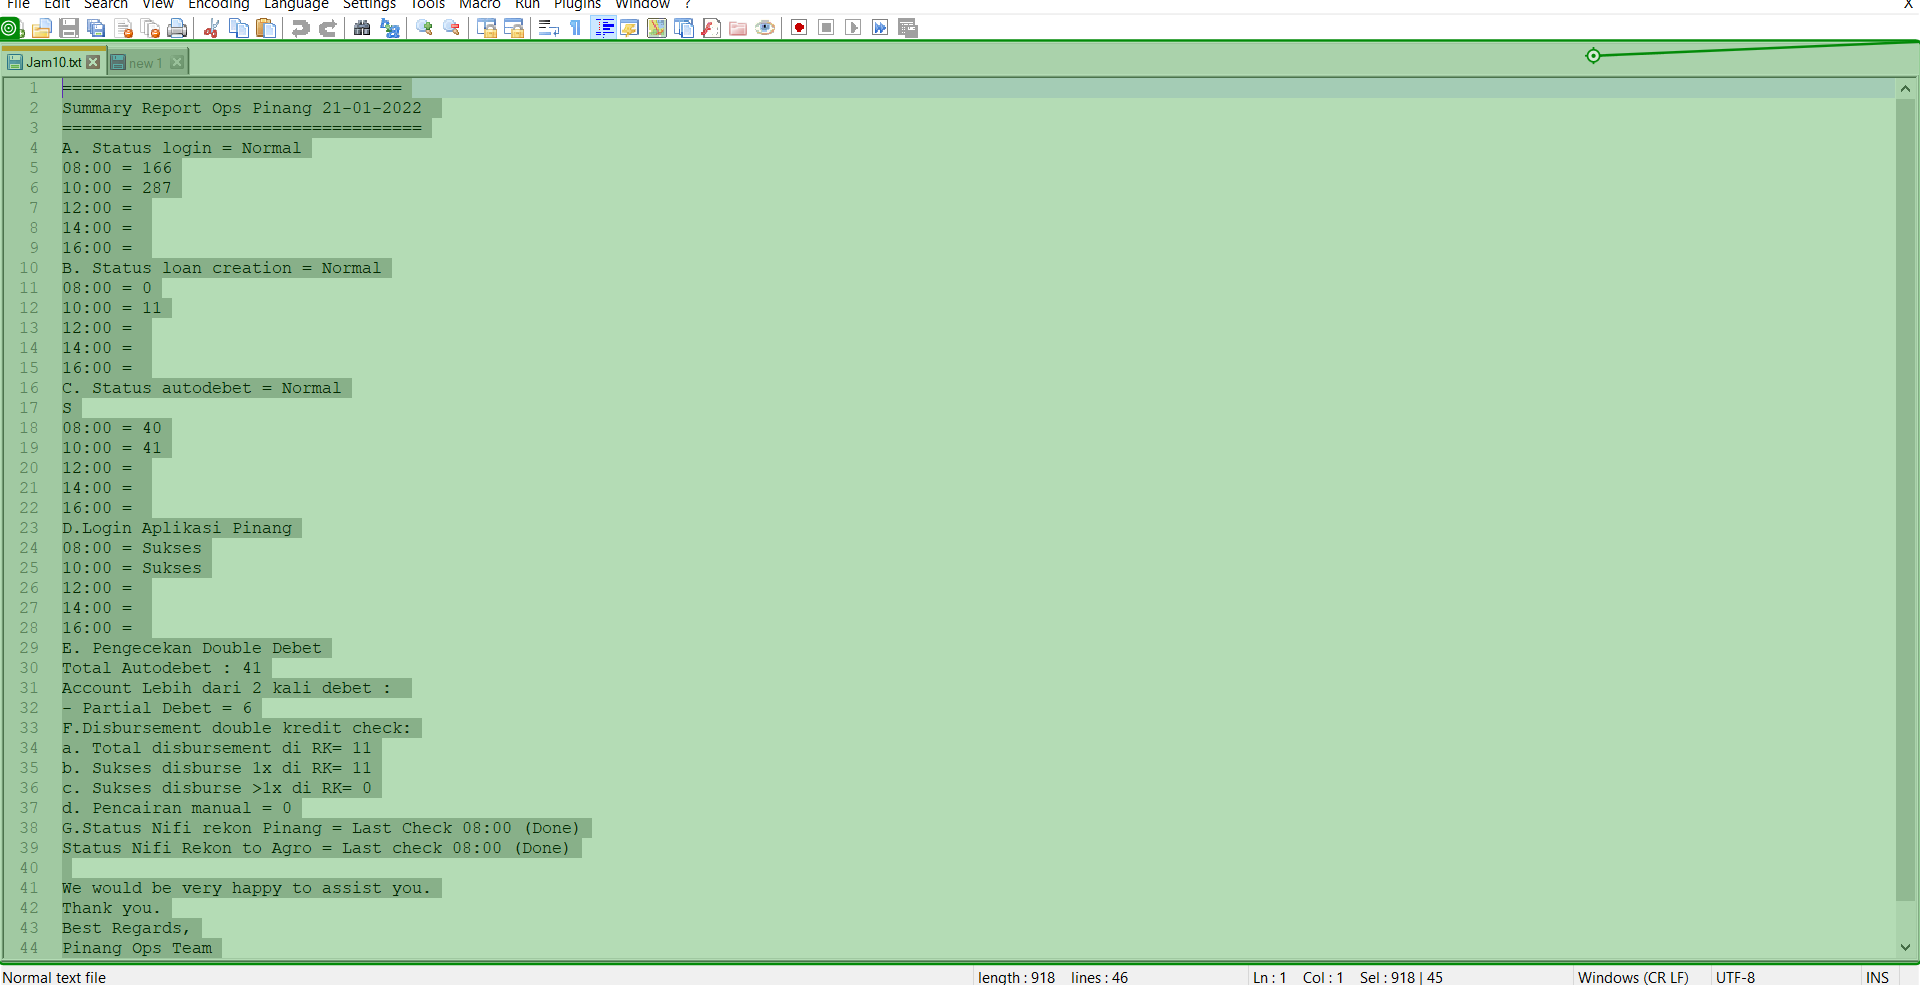 File Edit Search View Encoding Language Settings Tools Macro Run Plugins Window ? X
Jam10.txt new 1
1 ==================================
2 Summary Report Ops Pinang 21-01-2022
3 ====================================
4 A. Status login = Normal
5 08:00 = 166
6 10:00 = 287
7 12:00 =
8 14:00 =
9 16:00 =
10 B. Status loan creation = Normal
11 08:00 = 0
12 10:00 = 11
13 12:00 =
14 14:00 =
15 16:00 =
16 C. Status autodebet = Normal
17 S
18 08:00 = 40
19 10:00 = 41
20 12:00 =
21 14:00 =
22 16:00 =
23 D.Login Aplikasi Pinang
24 08:00 = Sukses
25 10:00 = Sukses
26 12:00 =
27 14:00 =
28 16:00 =
29 E. Pengecekan Double Debet
30 Total Autodebet : 41
31 Account Lebih dari 2 kali debet :
32 - Partial Debet = 6
33 F.Disbursement double kredit check:
34 a. Total disbursement di RK= 11
35 b. Sukses disburse 1x di RK= 11
36 c. Sukses disburse >1x di RK= 0
37 d. Pencairan manual = 0
38 G.Status Nifi rekon Pinang = Last Check 08:00 (Done)
39 Status Nifi Rekon to Agro = Last check 08:00 (Done)
40
41 We would be very happy to assist you.
42 Thank you.
43 Best Regards,
44 Pinang Ops Team
Normal text file length : 918 lines : 46 Ln : 1 Col : 1 Sel : 918 | 45 Windows (CR LF) UTF-8 INS